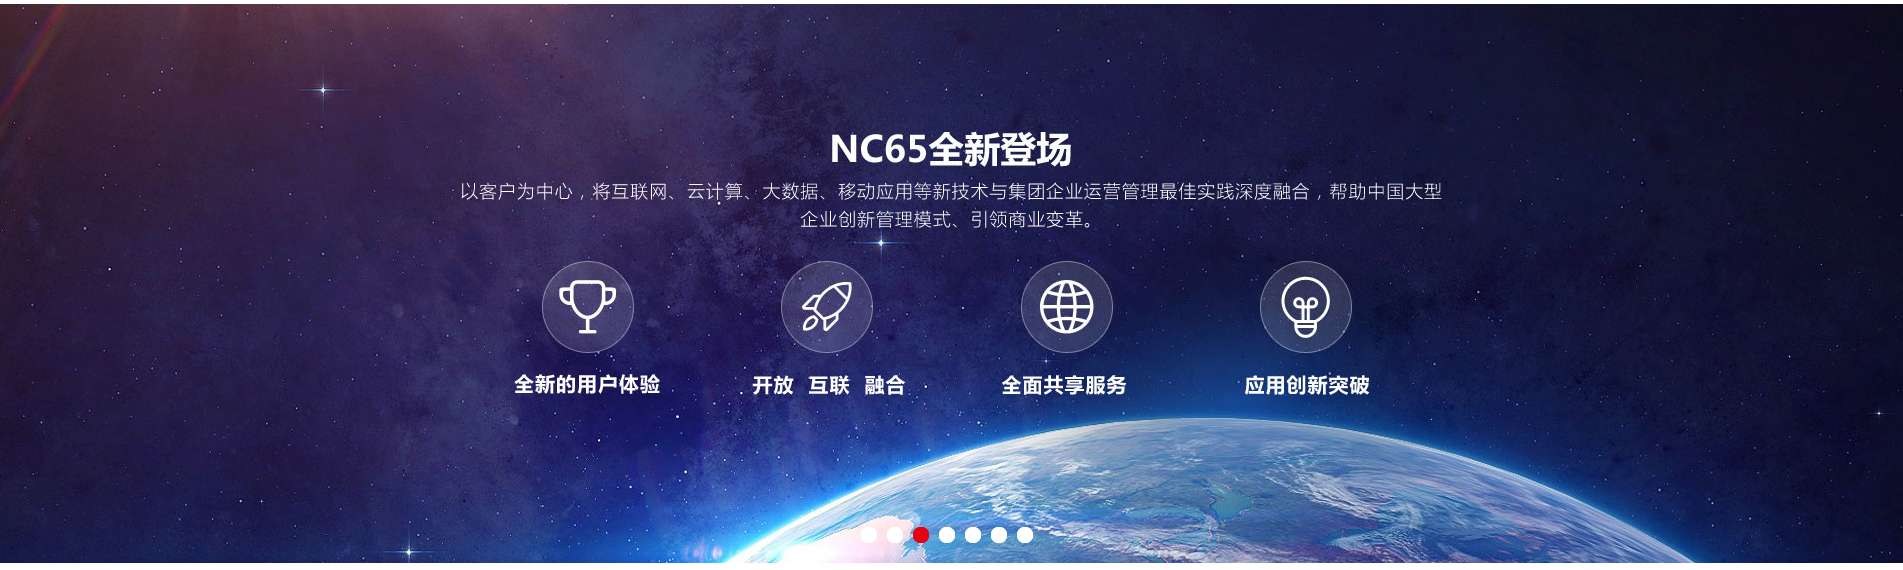 NC65全新登场
以客户为中心，将互联网、云计算、大数据、移动应用等新技术与集团企业运营管理最佳实践深度融合，帮助中国大型
企业创新管理模式、引领商业变革。
全新的用户体验
开放 互联 融合
全面共享服务
应用创新突破